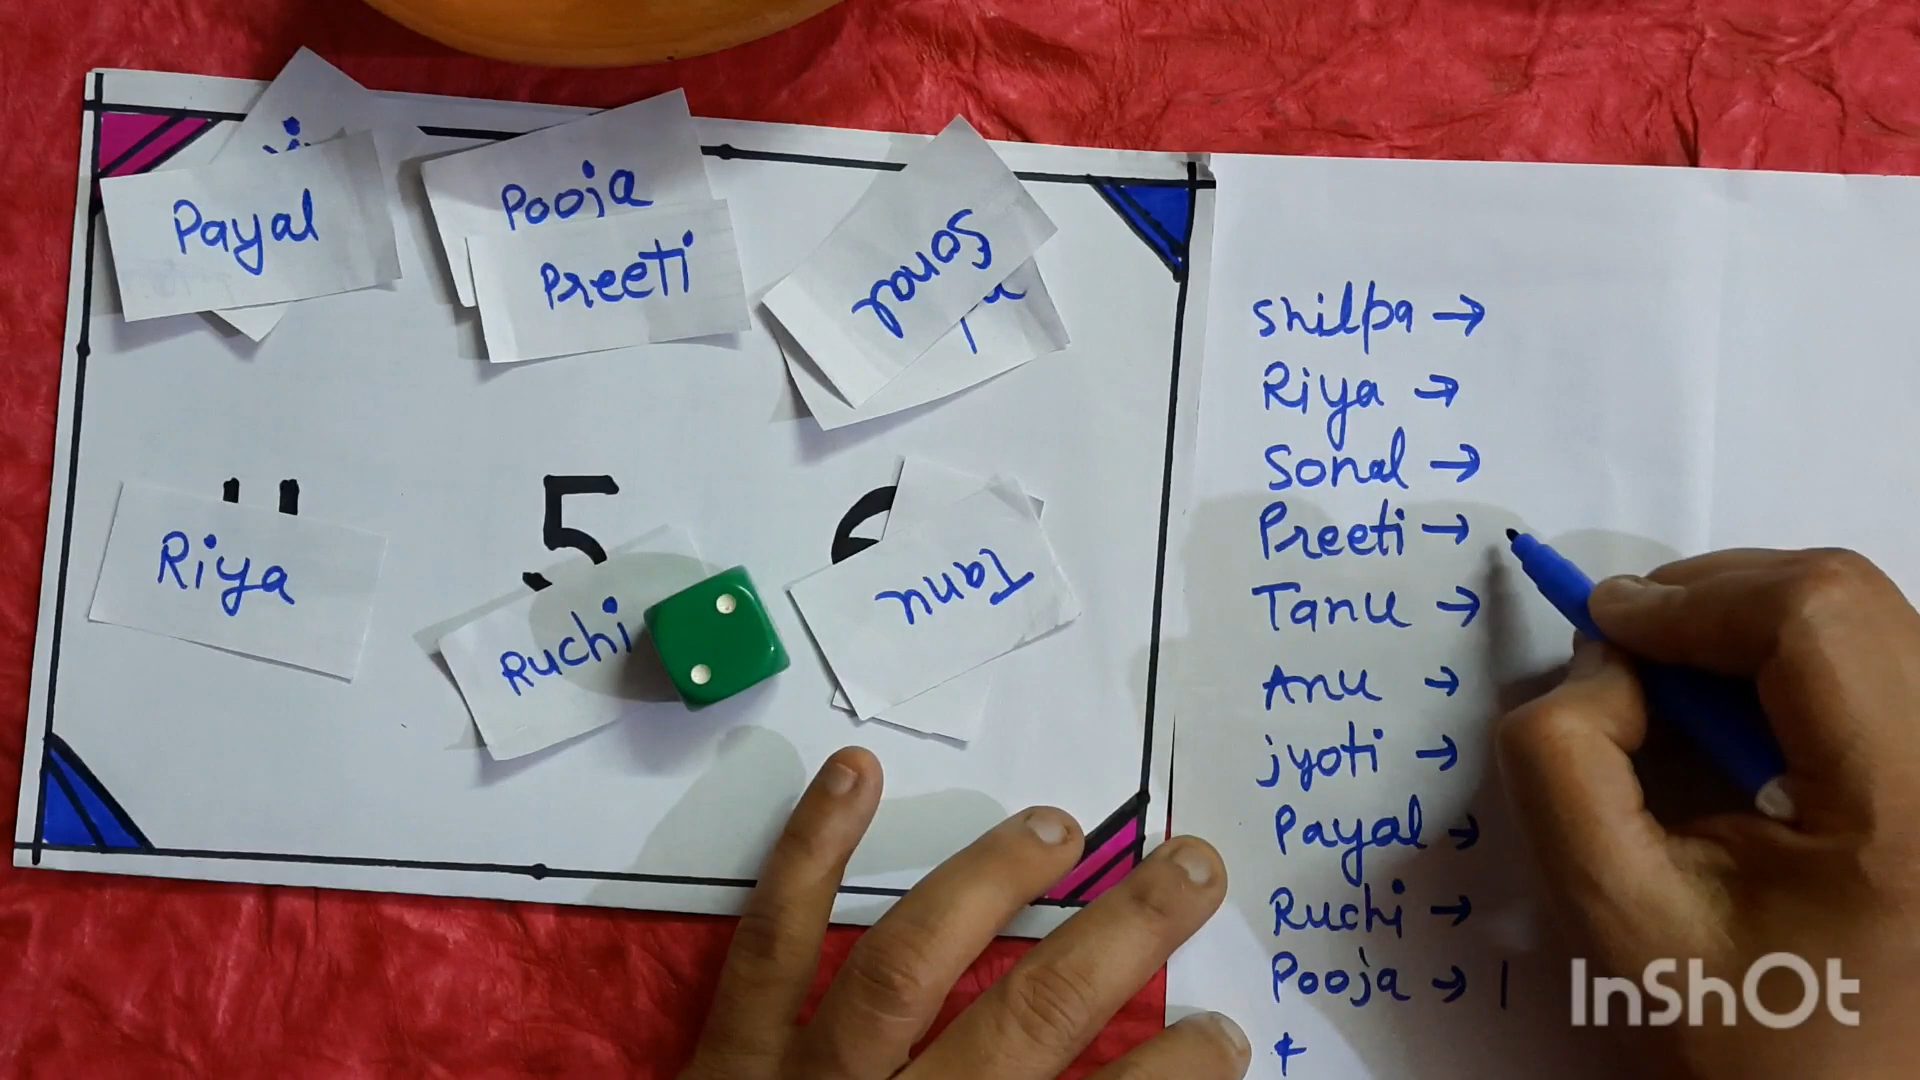 Payal
Pooja
Preeti
Sonal
Riya
5
Ruchi
Tanu
Shilpa →
Riya →
Sonal →
Preeti →
Tanu →
Anu →
jyoti →
Payal →
Ruchi →
Pooja → |
InShOt